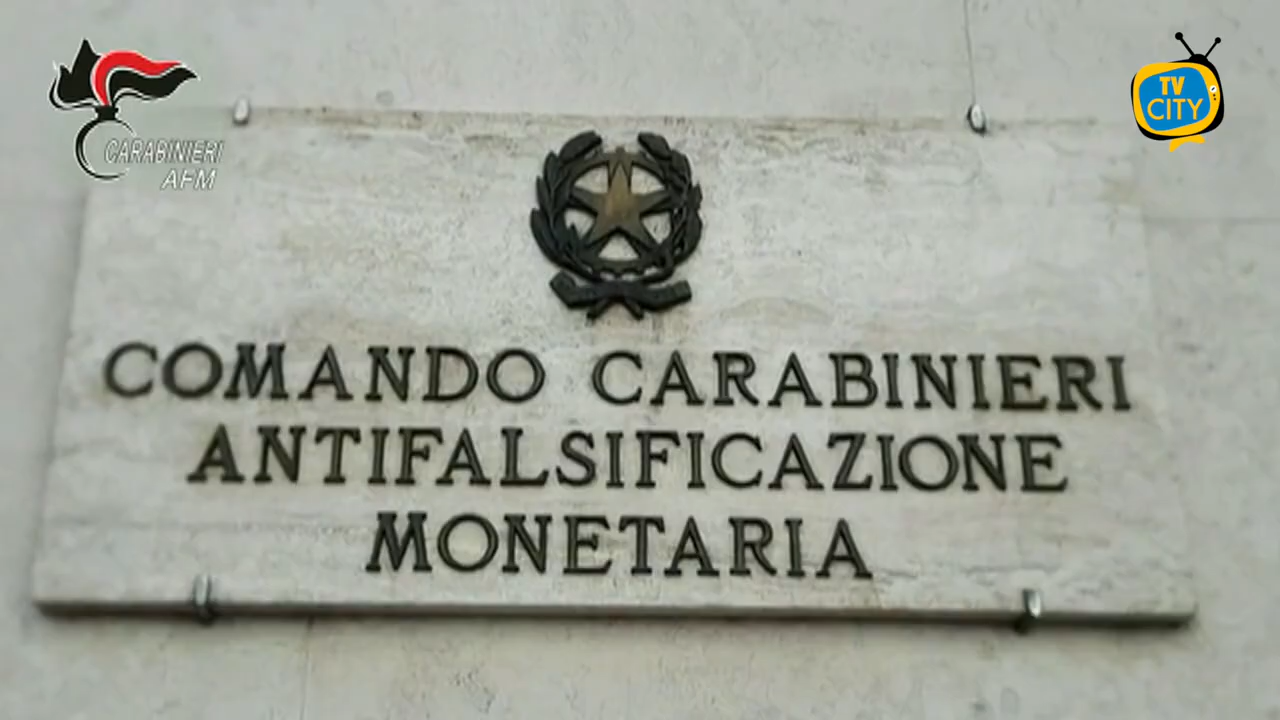 CARABINIERI
AFM
TV
CITY
COMANDO CARABINIERI
ANTIFALSIFICAZIONE
MONETARIA